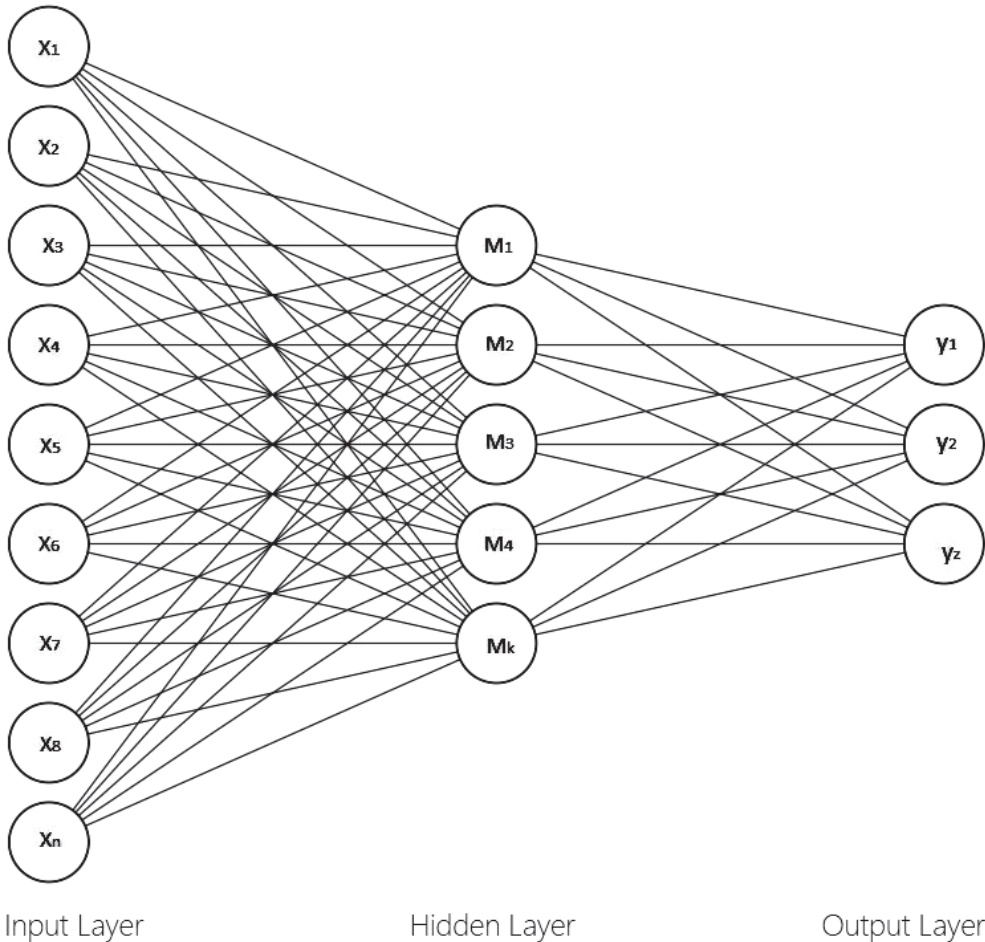 x1
x2
x3
x4
x5
x6
x7
x8
xn
M1
M2
M3
M4
Mk
y1
y2
yz
Input Layer
Hidden Layer
Output Layer